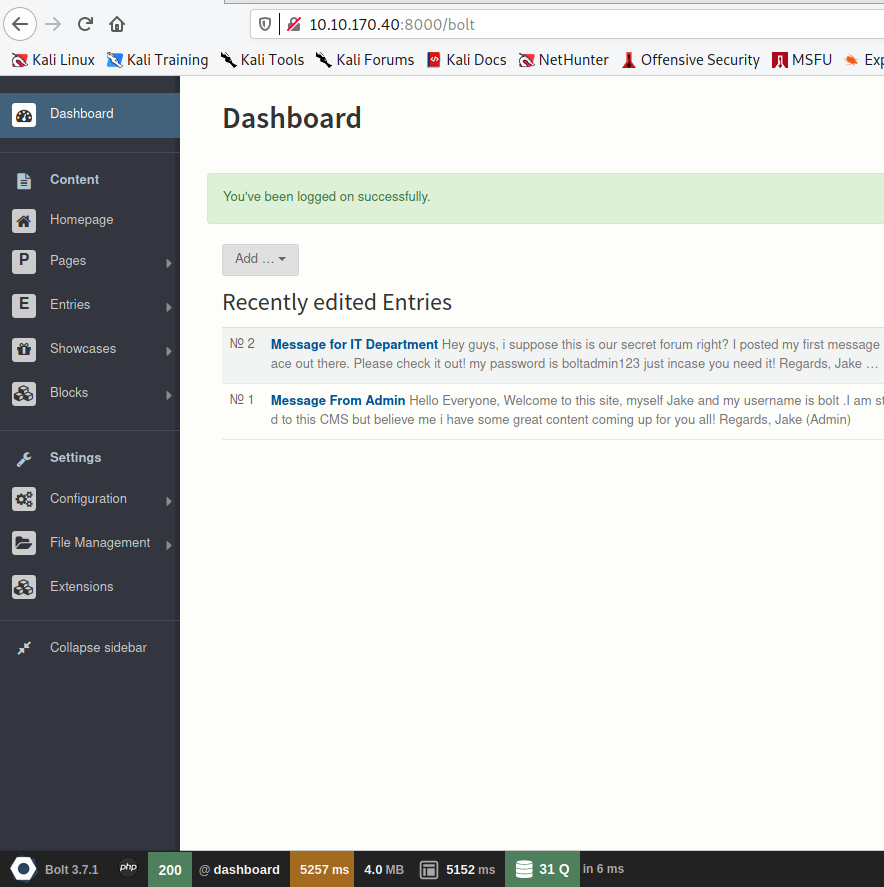 10.10.170.40:8000/bolt
Kali Linux Kali Training Kali Tools Kali Forums Kali Docs NetHunter Offensive Security MSFU Exp
Dashboard
Content
Homepage
P Pages
E Entries
Showcases
Blocks
Settings
Configuration
File Management
Extensions
Collapse sidebar
Dashboard
You've been logged on successfully.
Add ...
Recently edited Entries
№ 2 Message for IT Department Hey guys, i suppose this is our secret forum right? I posted my first message
ace out there. Please check it out! my password is boltadmin123 just incase you need it! Regards, Jake …
№ 1 Message From Admin Hello Everyone, Welcome to this site, myself Jake and my username is bolt .I am st
d to this CMS but believe me i have some great content coming up for you all! Regards, Jake (Admin)
Bolt 3.7.1 php 200 @ dashboard 5257 ms 4.0 MB 5152 ms 31 Q in 6 ms